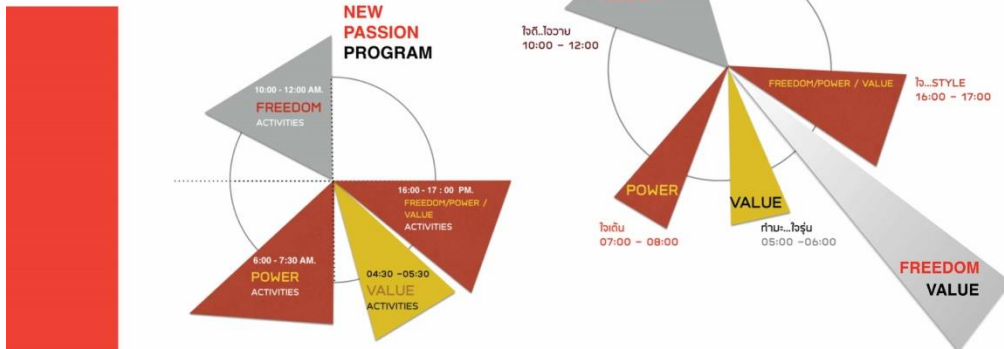 NEW
PASSION
PROGRAM
10:00 - 12:00 AM.
FREEDOM
ACTIVITIES
16:00 - 17 : 00 PM.
FREEDOM/POWER /
VALUE
ACTIVITIES
6:00 - 7:30 AM.
POWER
ACTIVITIES
04:30 -05:30
VALUE
ACTIVITIES
ใจดี..ใจวาบ
10:00 - 12:00
FREEDOM/POWER / VALUE
ใจ...STYLE
16:00 - 17:00
POWER
ใจเต้น
07:00 - 08:00
VALUE
ทำมะ...ใจรุ่น
05:00 -06:00
FREEDOM
VALUE